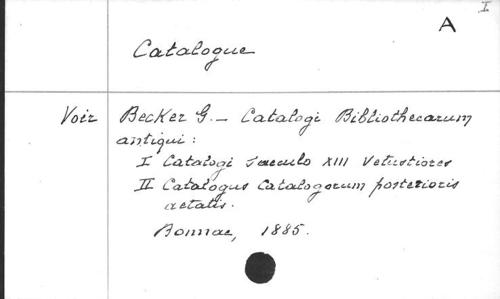 I
A
Catalogue
Voir Becker G. _ Catalogi Bibliothecarum
antiqui :
I Catalogi saeculo XIII vetustiores
II Catalogus Catalogorum posterioris
aetatis.
Bonnae, 1885.